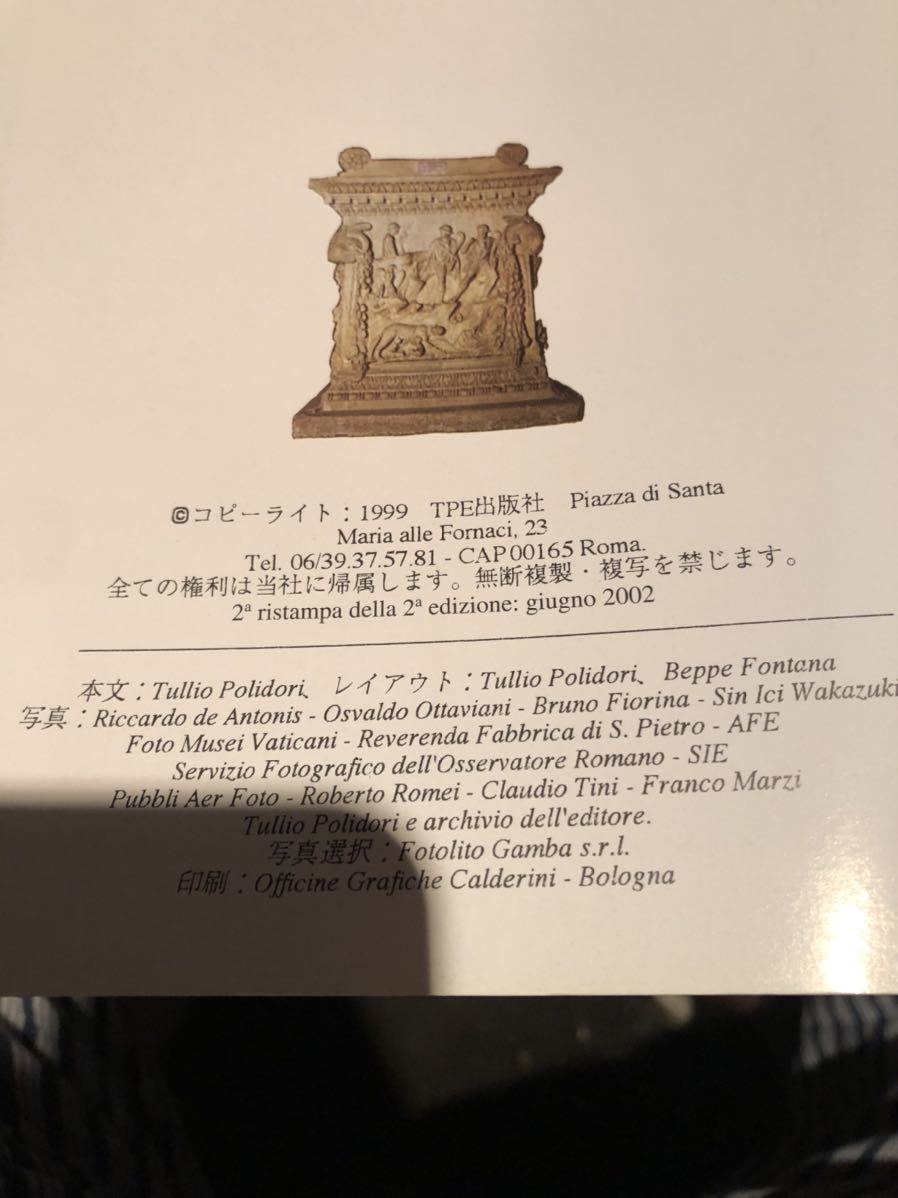 ©コピーライト：1999 TPE出版社 Piazza di Santa
Maria alle Fornaci, 23
Tel. 06/39.37.57.81 - CAP 00165 Roma.
全ての権利は当社に帰属します。無断複製・複写を禁じます。
2ª ristampa della 2ª edizione: giugno 2002
本文：Tullio Polidori、レイアウト：Tullio Polidori、Beppe Fontana
写真：Riccardo de Antonis - Osvaldo Ottaviani - Bruno Fiorina - Sin Ici Wakazuki
Foto Musei Vaticani - Reverenda Fabbrica di S. Pietro - AFE
Servizio Fotografico dell'Osservatore Romano - SIE
Pubbli Aer Foto - Roberto Romei - Claudio Tini - Franco Marzi
Tullio Polidori e archivio dell'editore.
写真選択：Fotolito Gamba s.r.l.
印刷：Officine Grafiche Calderini - Bologna